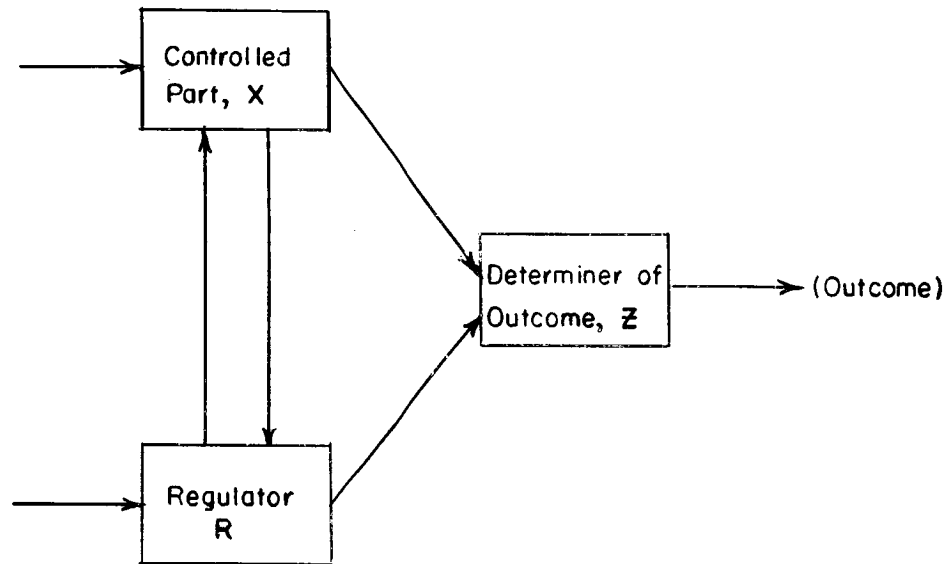 Controlled
Part, X
Determiner of
Outcome, Z
(Outcome)
Regulator
R